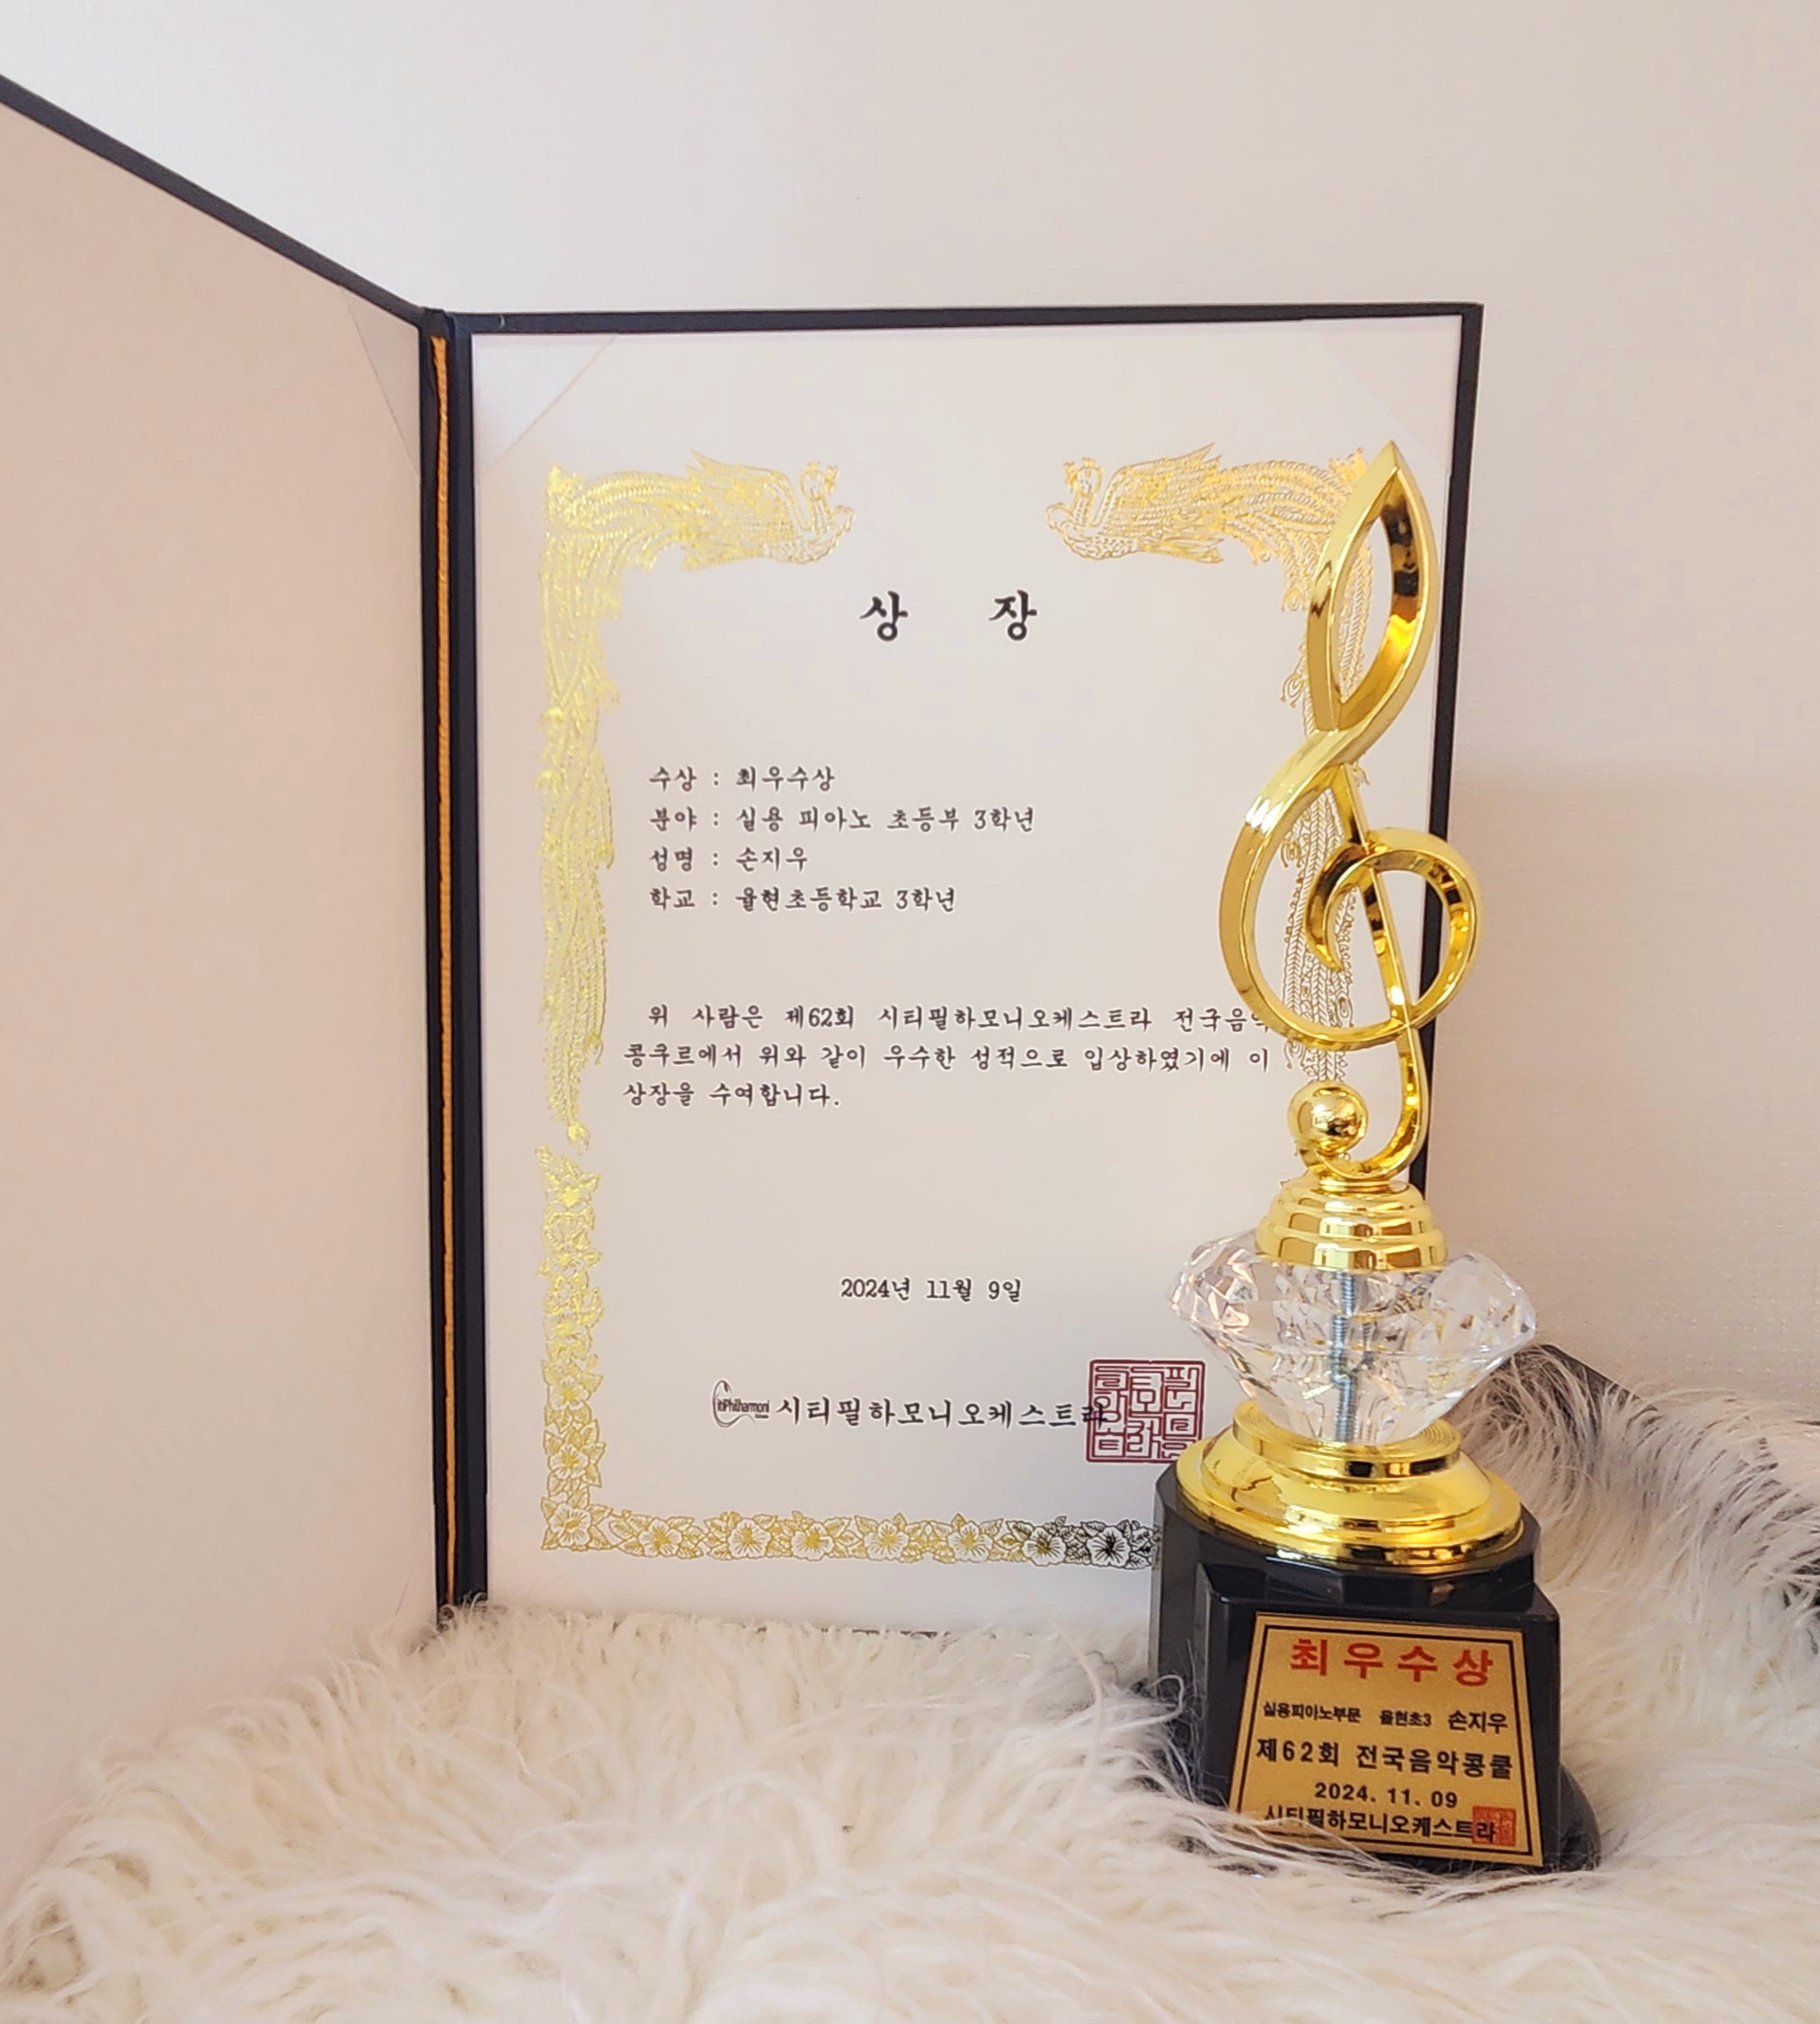 상 장
수상 : 최우수상
분야 : 실용 피아노 초등부 3학년
성명 : 손지우
학교 : 율현초등학교 3학년
위 사람은 제62회 시티필하모니오케스트라 전국음악
콩쿠르에서 위와 같이 우수한 성적으로 입상하였기에 이
상장을 수여합니다.
2024년 11월 9일
시티필하모니오케스트라
최우수상
실용피아노부문 율현초3 손지우
제62회 전국음악콩쿨
2024. 11. 09
시티필하모니오케스트라